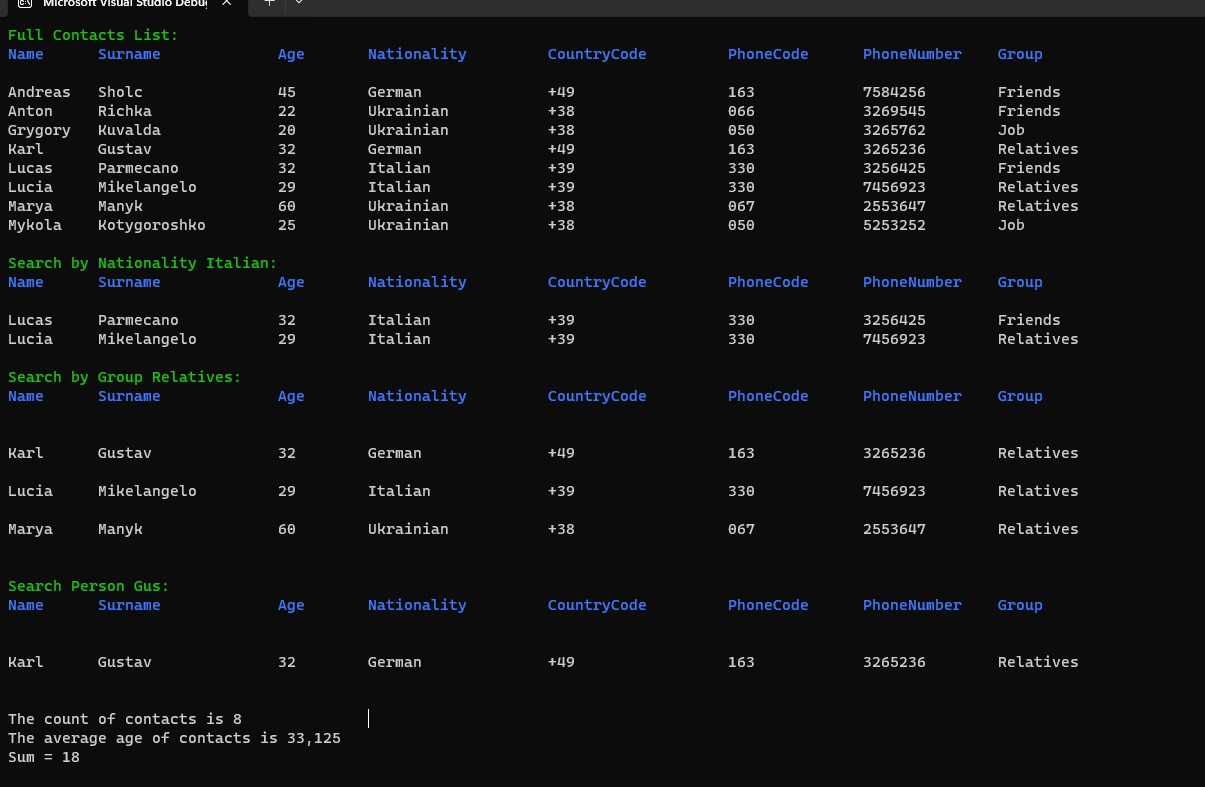 Microsoft Visual Studio Debug
Full Contacts List:
Name Surname Age Nationality CountryCode PhoneCode PhoneNumber Group
Andreas Sholc 45 German +49 163 7584256 Friends
Anton Richka 22 Ukrainian +38 066 3269545 Friends
Grygory Kuvalda 20 Ukrainian +38 050 3265762 Job
Karl Gustav 32 German +49 163 3265236 Relatives
Lucas Parmecano 32 Italian +39 330 3256425 Friends
Lucia Mikelangelo 29 Italian +39 330 7456923 Relatives
Marya Manyk 60 Ukrainian +38 067 2553647 Relatives
Mykola Kotygoroshko 25 Ukrainian +38 050 5253252 Job
Search by Nationality Italian:
Name Surname Age Nationality CountryCode PhoneCode PhoneNumber Group
Lucas Parmecano 32 Italian +39 330 3256425 Friends
Lucia Mikelangelo 29 Italian +39 330 7456923 Relatives
Search by Group Relatives:
Name Surname Age Nationality CountryCode PhoneCode PhoneNumber Group
Karl Gustav 32 German +49 163 3265236 Relatives
Lucia Mikelangelo 29 Italian +39 330 7456923 Relatives
Marya Manyk 60 Ukrainian +38 067 2553647 Relatives
Search Person Gus:
Name Surname Age Nationality CountryCode PhoneCode PhoneNumber Group
Karl Gustav 32 German +49 163 3265236 Relatives
The count of contacts is 8
The average age of contacts is 33,125
Sum = 18